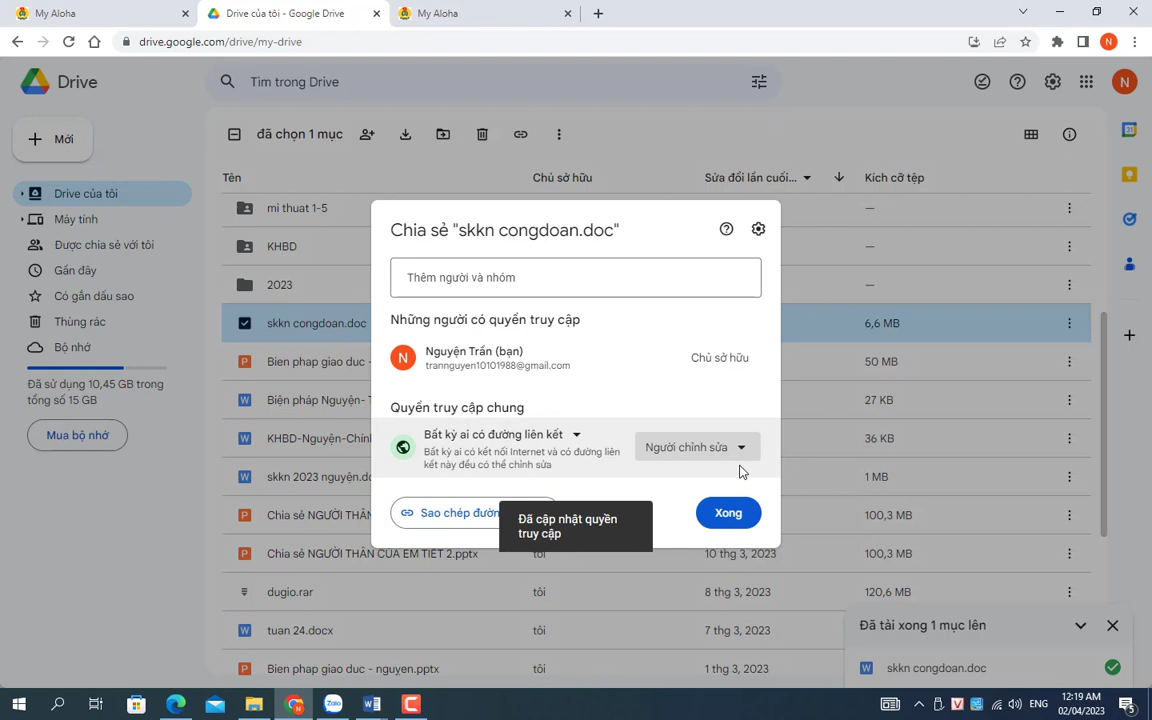 My Aloha
Drive của tôi - Google Drive
My Aloha
drive.google.com/drive/my-drive
N
Drive
Tìm trong Drive
N
Mới
đã chọn 1 mục
Drive của tôi
Máy tính
Được chia sẻ với tôi
Gần đây
Có gắn dấu sao
Thùng rác
Bộ nhớ
Đã sử dụng 10,45 GB trong
tổng số 15 GB
Mua bộ nhớ
Tên
Chủ sở hữu
Sửa đổi lần cuối...
Kích cỡ tệp
mi thuat 1-5
—
KHBD
—
2023
—
skkn congdoan.doc
6,6 MB
Bien phap giao duc -
50 MB
Biện pháp Nguyện-
27 KB
KHBD-Nguyện-Chính
36 KB
skkn 2023 nguyện.do
1 MB
Chia sẻ NGƯỜI THÂN
100,3 MB
Chia sẻ NGƯỜI THÂN CỦA EM TIẾT 2.pptx
tôi
10 thg 3, 2023
100,3 MB
dugio.rar
tôi
8 thg 3, 2023
120,6 MB
tuan 24.docx
tôi
7 thg 3, 2023
Bien phap giao duc - nguyen.pptx
tôi
1 thg 3, 2023
Chia sẻ "skkn congdoan.doc"
Thêm người và nhóm
Những người có quyền truy cập
N
Nguyện Trần (bạn)
trannguyen10101988@gmail.com
Chủ sở hữu
Quyền truy cập chung
Bất kỳ ai có đường liên kết
Bất kỳ ai có kết nối Internet và có đường liên
kết này đều có thể chỉnh sửa
Người chỉnh sửa
Sao chép đườn
Xong
Đã cập nhật quyền
truy cập
Đã tải xong 1 mục lên
skkn congdoan.doc
ENG
12:19 AM
02/04/2023
5